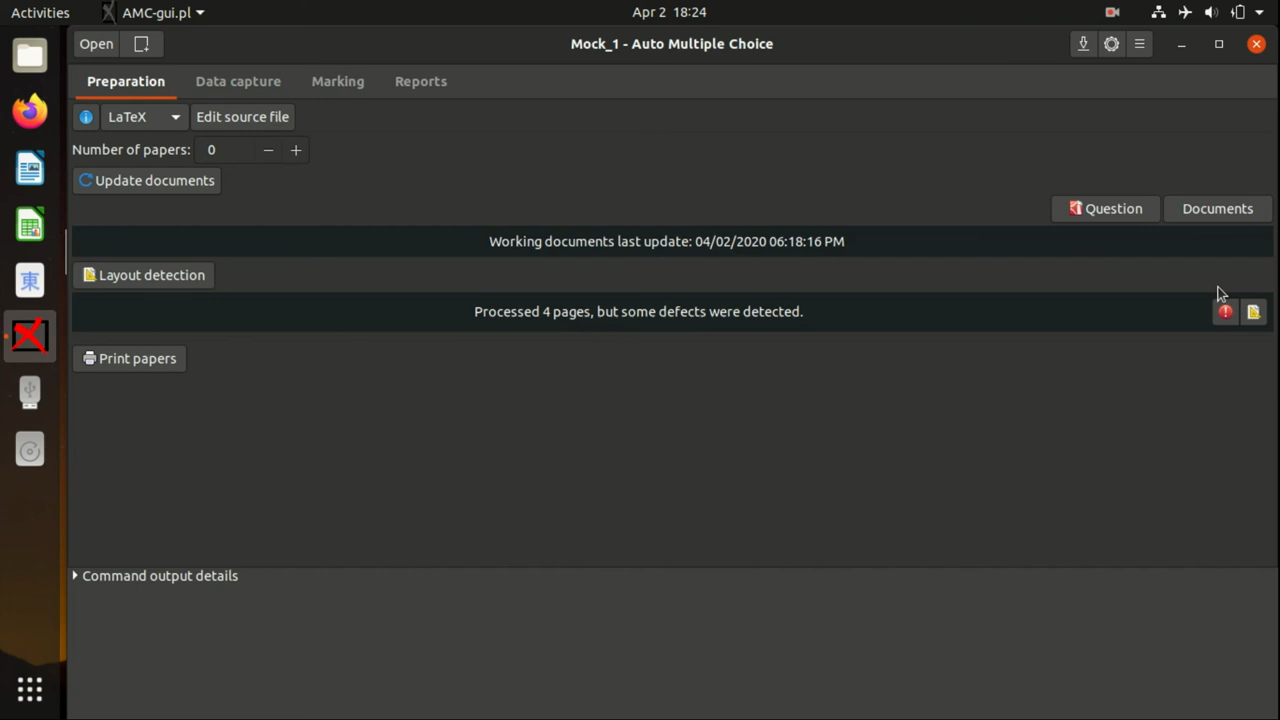 Activities
AMC-gui.pl
Apr 2 18:24
Open
Mock_1 - Auto Multiple Choice
Preparation
Data capture
Marking
Reports
LaTeX
Edit source file
Number of papers:
0
Update documents
Question
Documents
Working documents last update: 04/02/2020 06:18:16 PM
Layout detection
Processed 4 pages, but some defects were detected.
Print papers
Command output details
東